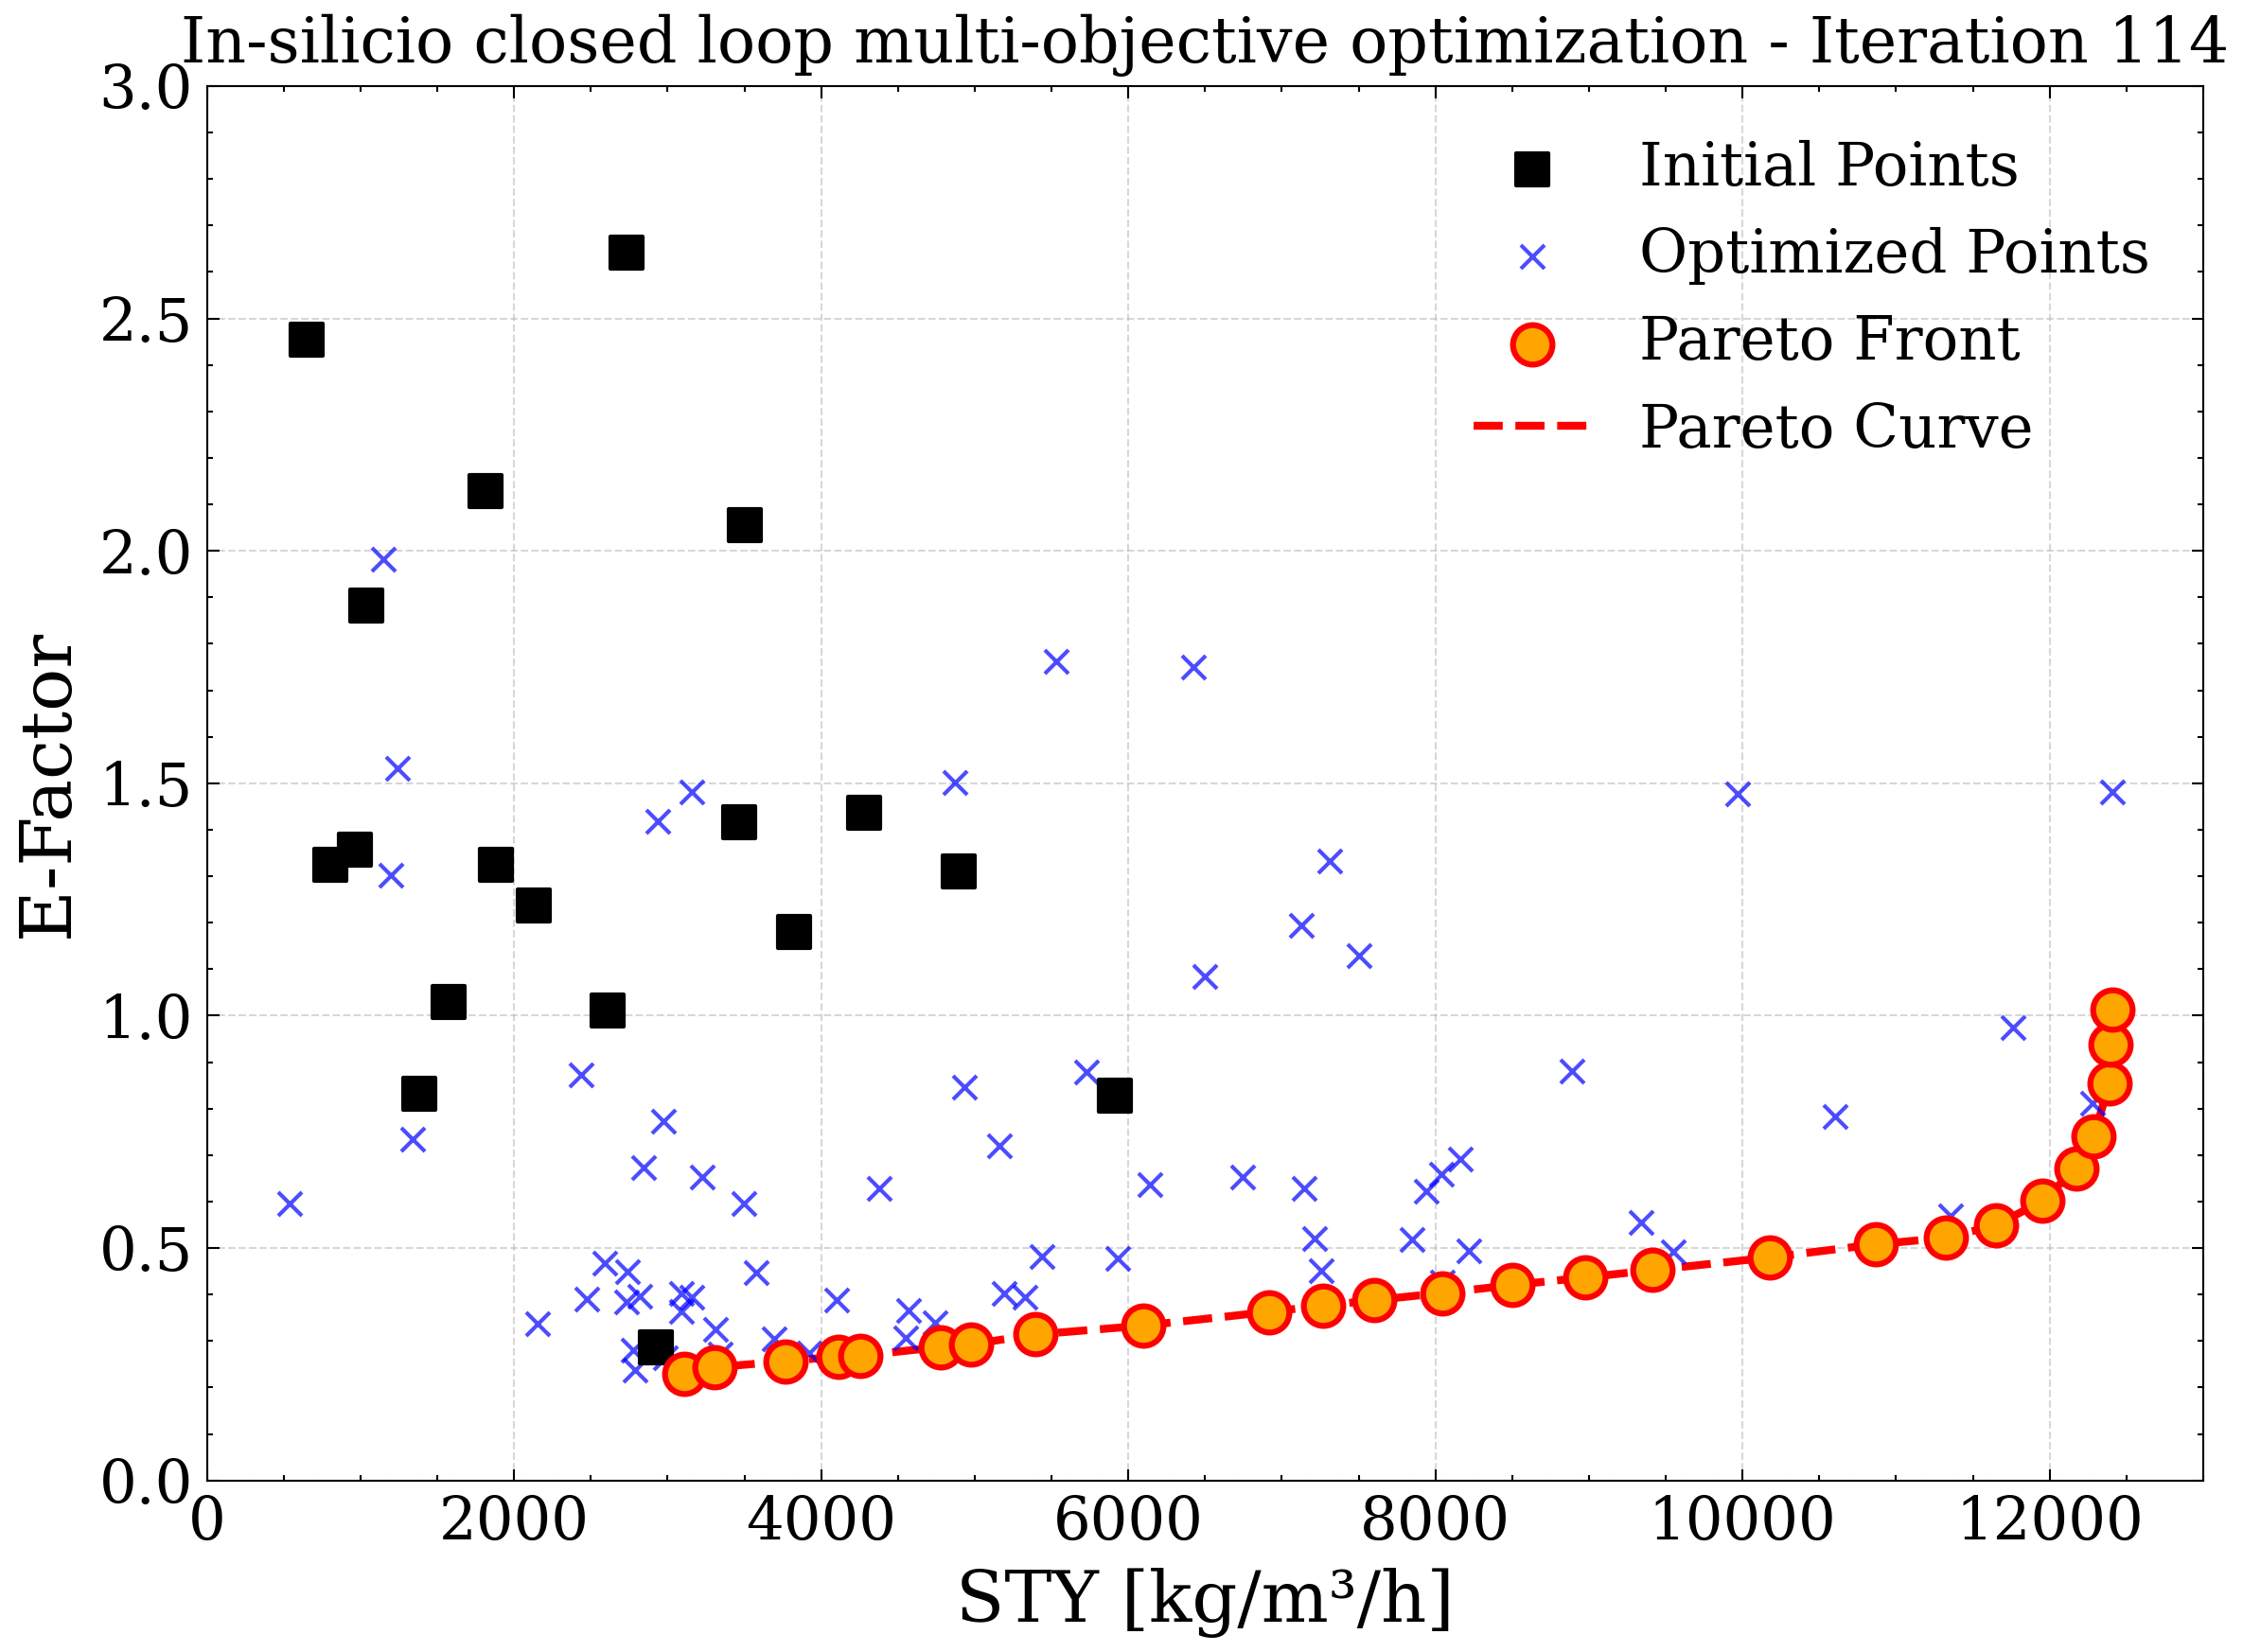 In-silicio closed loop multi-objective optimization - Iteration 114
3.0
2.5
2.0
1.5
1.0
0.5
0.0
E-Factor
Initial Points
Optimized Points
Pareto Front
Pareto Curve
0 2000 4000 6000 8000 10000 12000
STY [kg/m³/h]